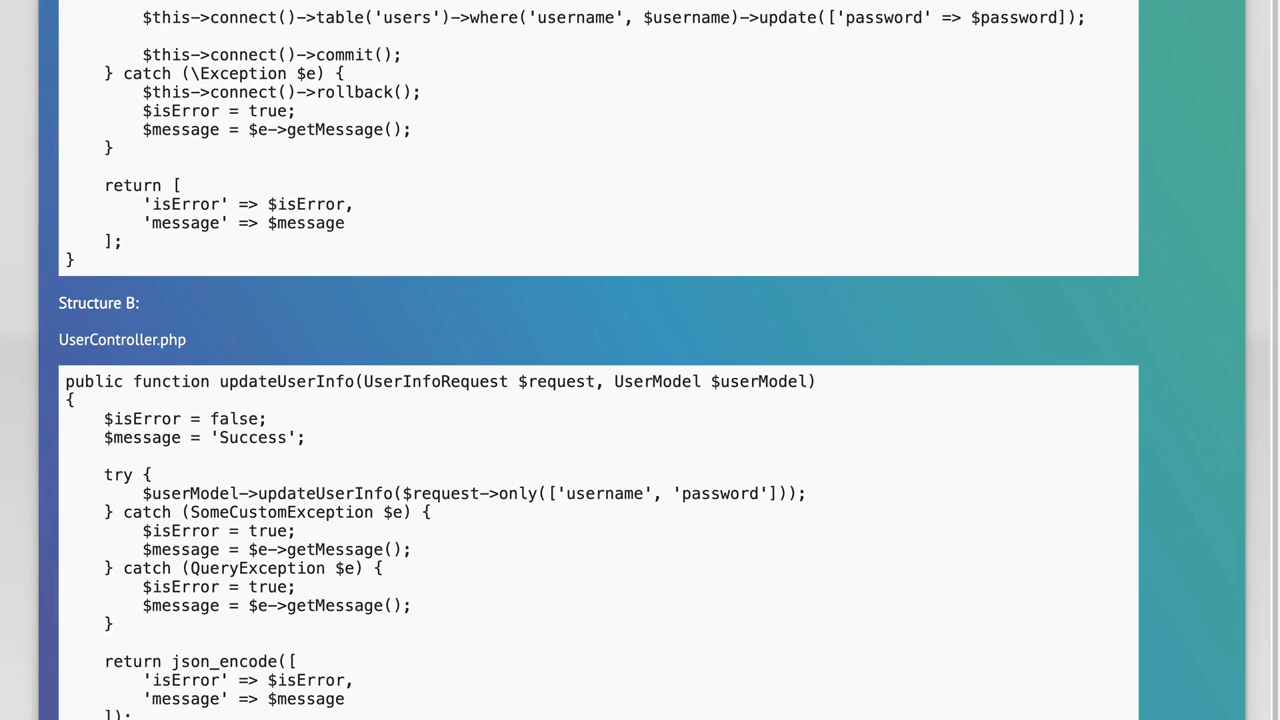 $this->connect()->table('users')->where('username', $username)->update(['password' => $password]);
$this->connect()->commit();
} catch (\Exception $e) {
$this->connect()->rollback();
$isError = true;
$message = $e->getMessage();
}
return [
'isError' => $isError,
'message' => $message
];
}
Structure B:
UserController.php
public function updateUserInfo(UserInfoRequest $request, UserModel $userModel)
{
$isError = false;
$message = 'Success';
try {
$userModel->updateUserInfo($request->only(['username', 'password']));
} catch (SomeCustomException $e) {
$isError = true;
$message = $e->getMessage();
} catch (QueryException $e) {
$isError = true;
$message = $e->getMessage();
}
return json_encode([
'isError' => $isError,
'message' => $message
]);